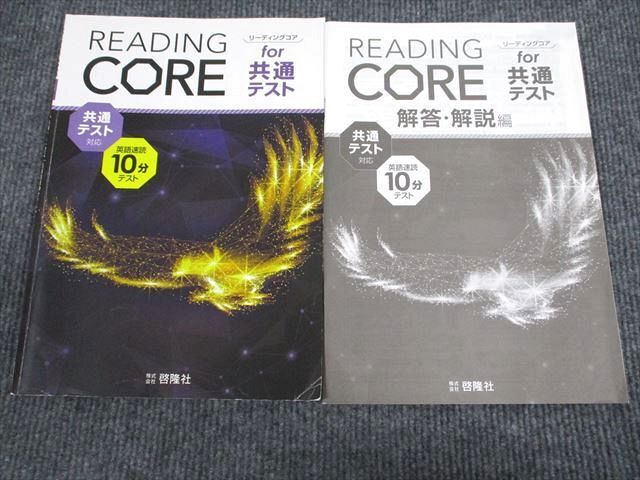 READING
CORE
リーディングコア
for
共通
テスト
共通
テスト
対応
英語速読
10分
テスト
株式
会社
啓隆社
READING
CORE
リーディングコア
for
共通
テスト
解答・解説編
共通
テスト
対応
英語速読
10分
テスト
株式
会社
啓隆社